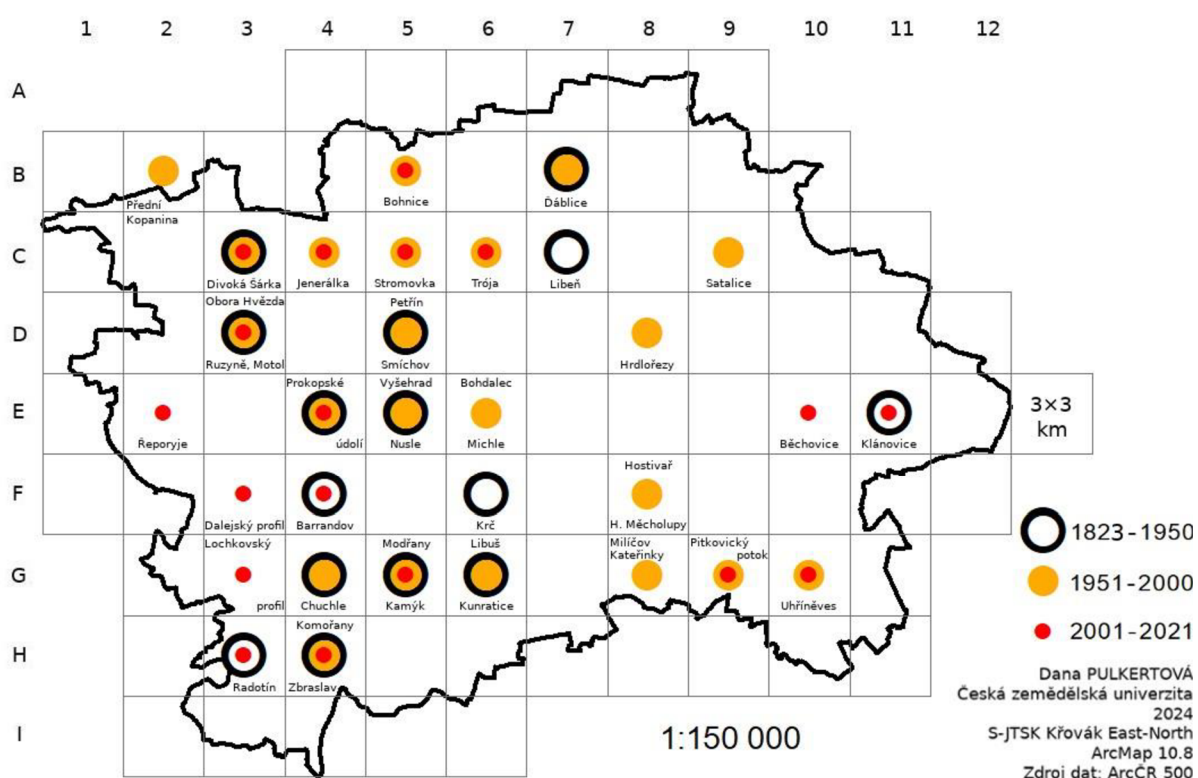 1 2 3 4 5 6 7 8 9 10 11 12
A
B
Přední
Kopanina
Bohnice
Ďáblice
C
Divoká Šárka
Jenerálka
Stromovka
Trója
Libeň
Satalice
D
Obora Hvězda
Ruzyně, Motol
Petřín
Smíchov
Hrdlořezy
E
Řeporyje
Prokopské
údolí
Vyšehrad
Nusle
Bohdalec
Michle
Běchovice
Klánovice
3×3
km
F
Dalejský profil
Barrandov
Krč
Hostivař
H. Měcholupy
G
Lochkovský
profil
Chuchle
Modřany
Kamýk
Libuš
Kunratice
Milíčov
Kateřinky
Pitkovický
potok
Uhříněves
H
Radotín
Komořany
Zbraslav
I
1:150 000
1823-1950
1951-2000
2001-2021
Dana PULKERTOVÁ
Česká zemědělská univerzita
2024
S-JTSK Křovák East-North
ArcMap 10.8
Zdroj dat: ArcČR 500